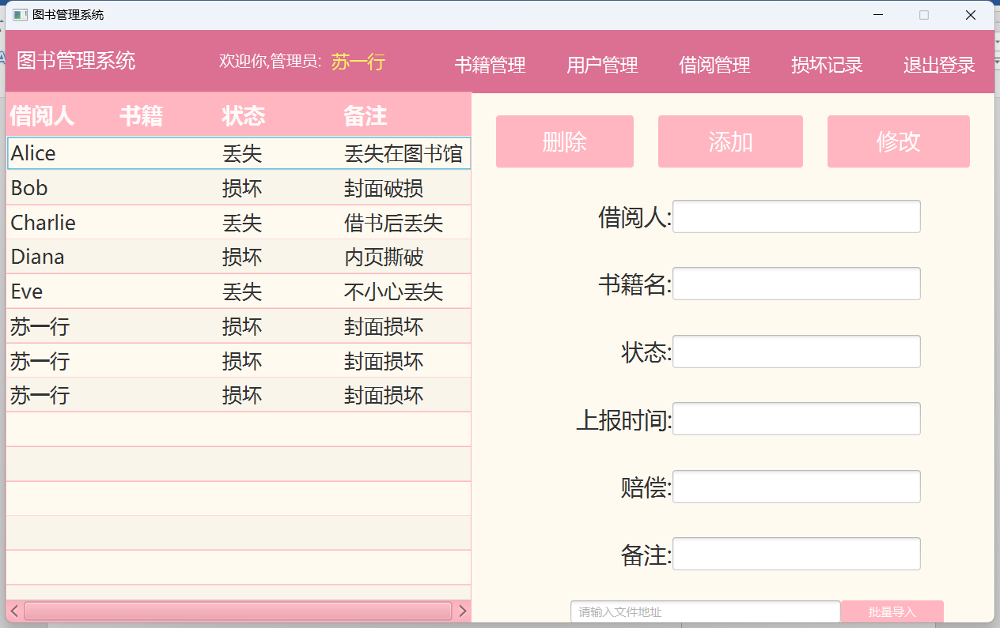 图书管理系统
图书管理系统 欢迎你,管理员: 苏一行 书籍管理 用户管理 借阅管理 损坏记录 退出登录
借阅人 书籍 状态 备注
Alice 丢失 丢失在图书馆
Bob 损坏 封面破损
Charlie 丢失 借书后丢失
Diana 损坏 内页撕破
Eve 丢失 不小心丢失
苏一行 损坏 封面损坏
苏一行 损坏 封面损坏
苏一行 损坏 封面损坏
删除 添加 修改
借阅人:
书籍名:
状态:
上报时间:
赔偿:
备注:
请输入文件地址 批量导入